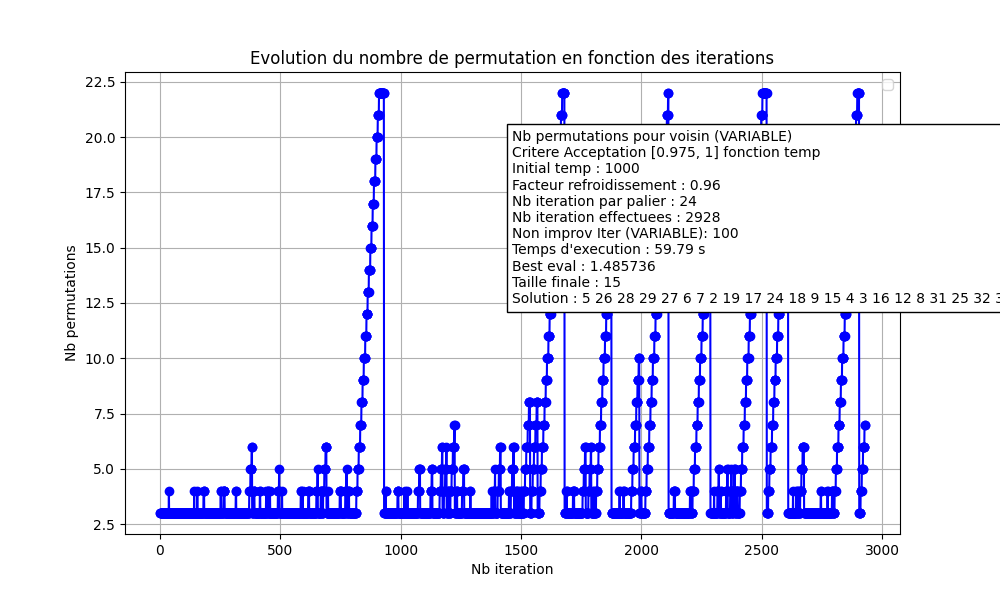 Evolution du nombre de permutation en fonction des iterations
22.5
20.0
17.5
15.0
12.5
10.0
7.5
5.0
2.5
Nb permutations
Nb permutations pour voisin (VARIABLE)
Critere Acceptation [0.975, 1] fonction temp
Initial temp : 1000
Facteur refroidissement : 0.96
Nb iteration par palier : 24
Nb iteration effectuees : 2928
Non improv Iter (VARIABLE): 100
Temps d'execution : 59.79 s
Best eval : 1.485736
Taille finale : 15
Solution : 5 26 28 29 27 6 7 2 19 17 24 18 9 15 4 3 16 12 8 31 25 32
0 500 1000 1500 2000 2500 3000
Nb iteration